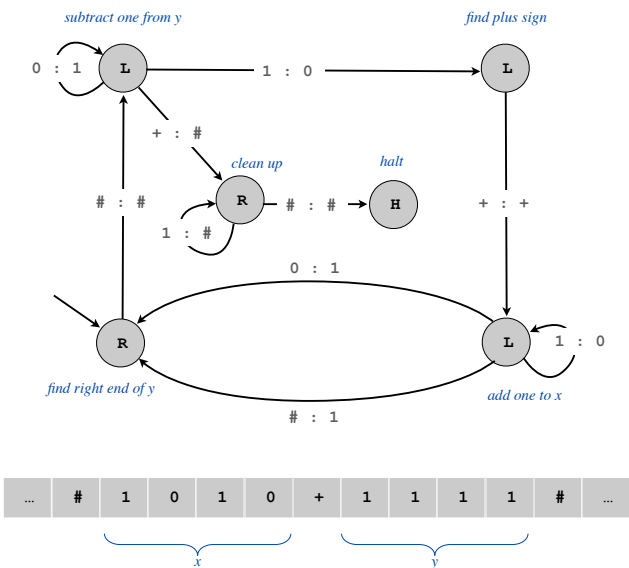 subtract one from y
find plus sign
0 : 1
L
1 : 0
L
+ : #
clean up
halt
# : #
R
# : #
H
+ : +
1 : #
0 : 1
R
L
1 : 0
find right end of y
add one to x
# : 1
... # 1 0 1 0 + 1 1 1 1 # ...
x
y